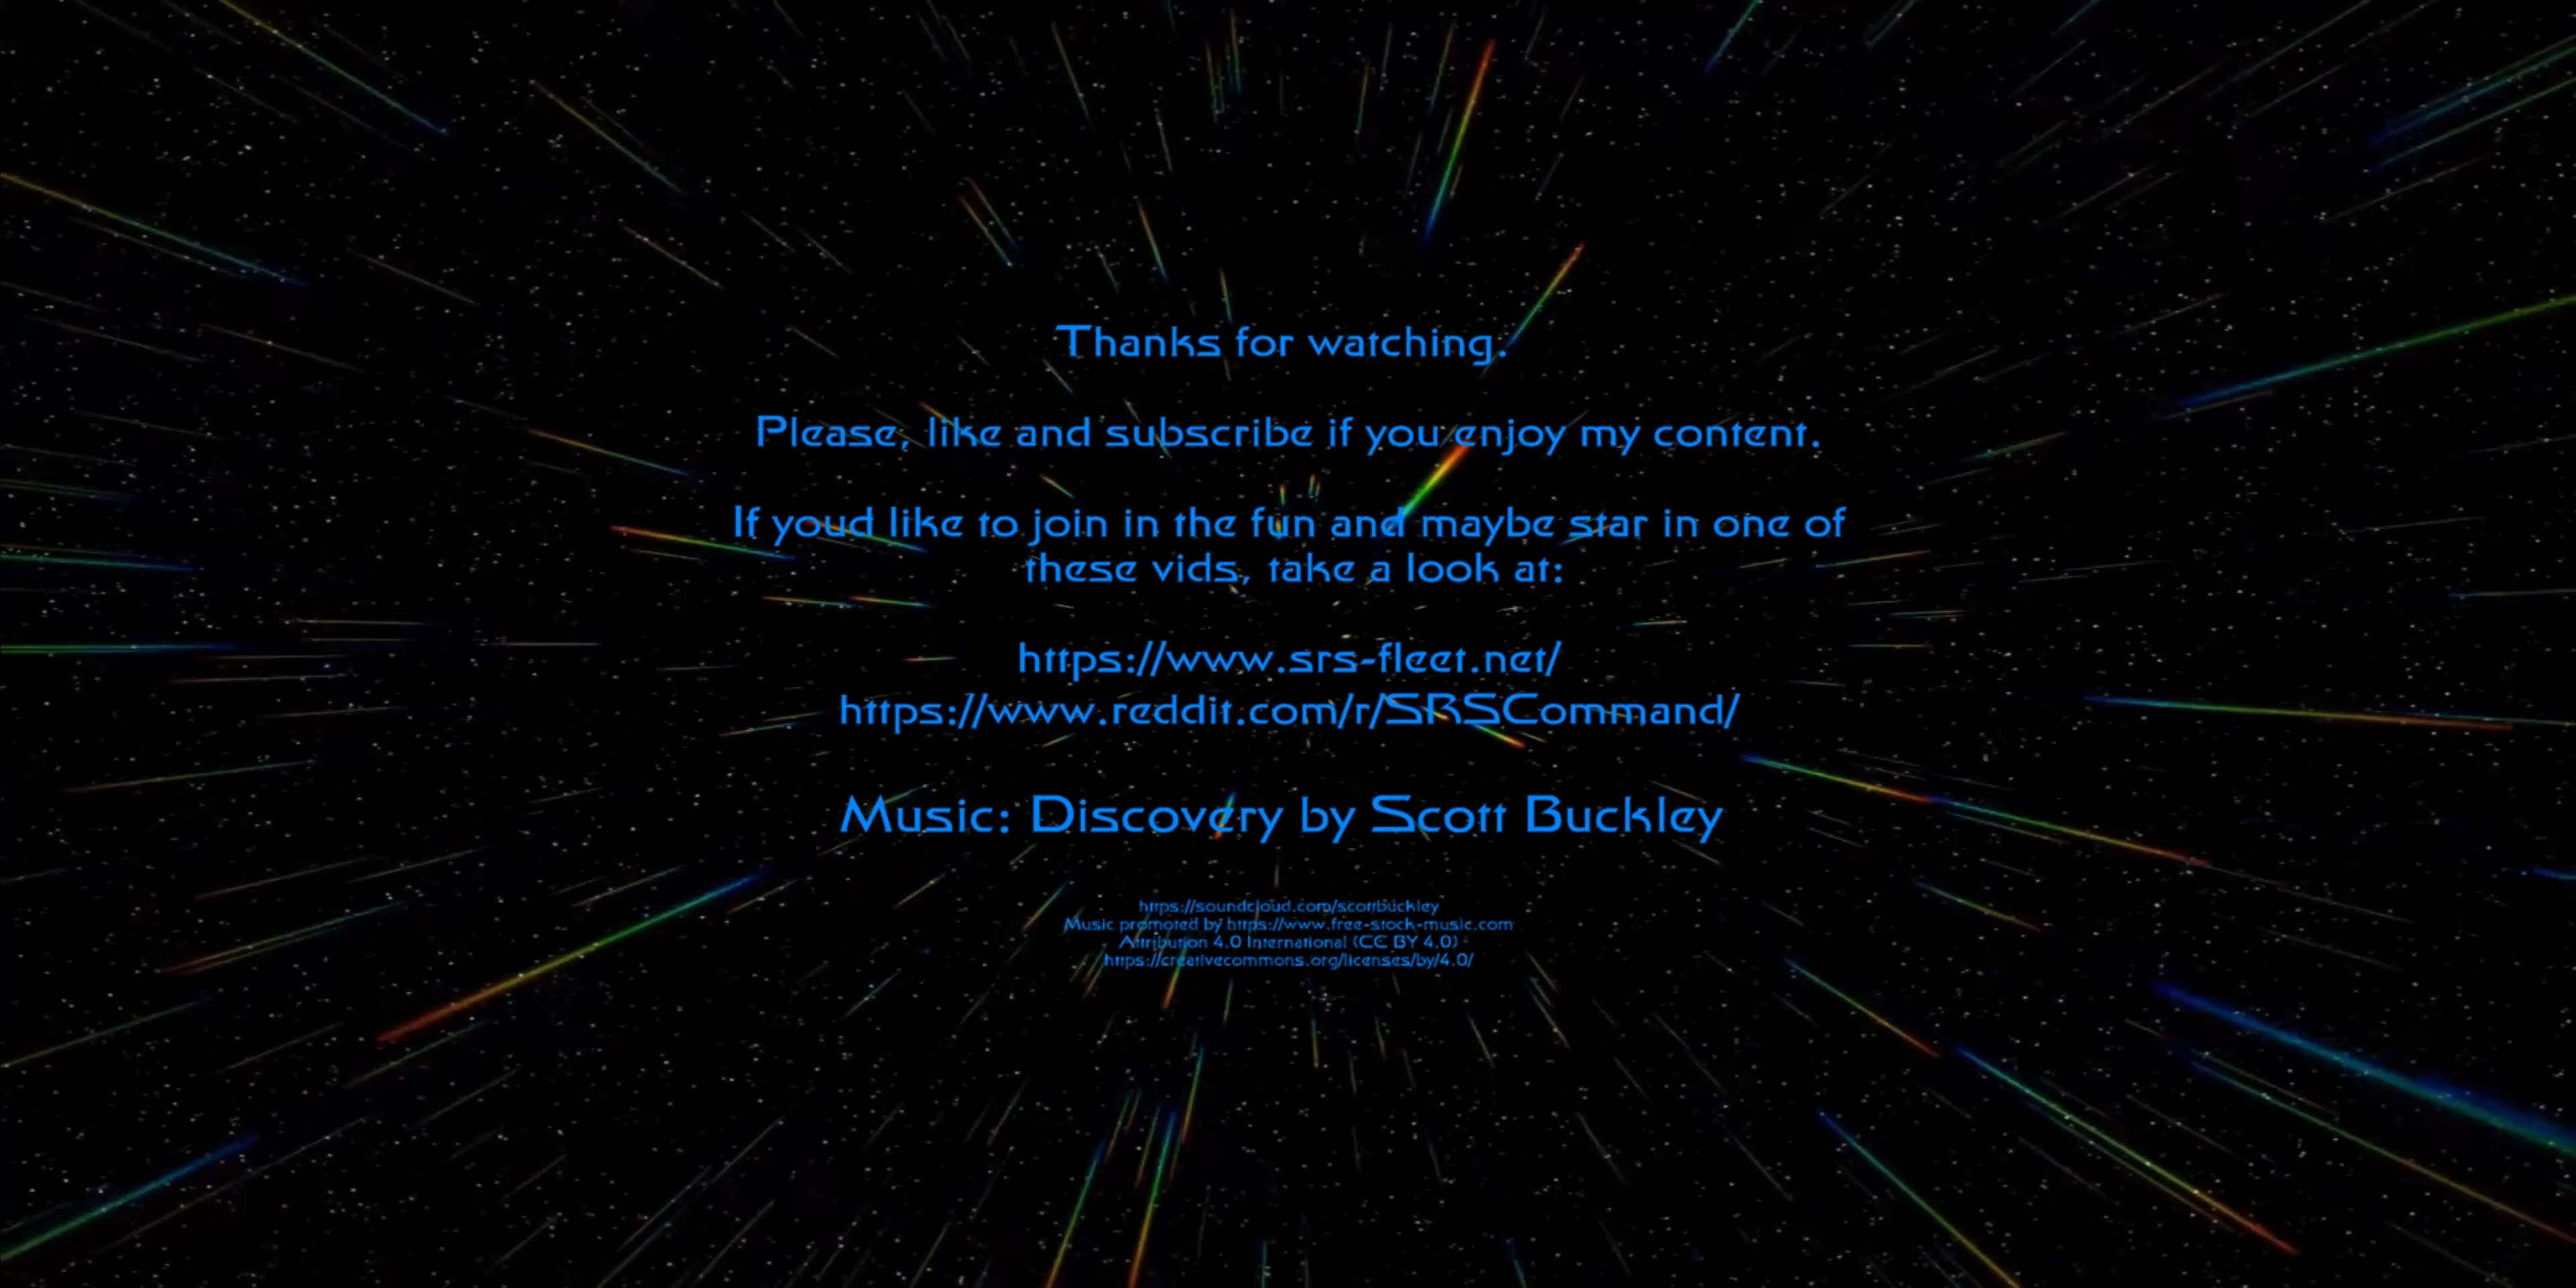 Thanks for watching.
Please, like and subscribe if you enjoy my content.
If youd like to join in the fun and maybe star in one of
these vids, take a look at:
https://www.srs-fleet.net/
https://www.reddit.com/r/SRSCommand/
Music: Discovery by Scott Buckley
https://soundcloud.com/scottbuckley
Music promoted by https://www.free-stock-music.com
Attribution 4.0 International (CC BY 4.0)
https://creativecommons.org/licenses/by/4.0/